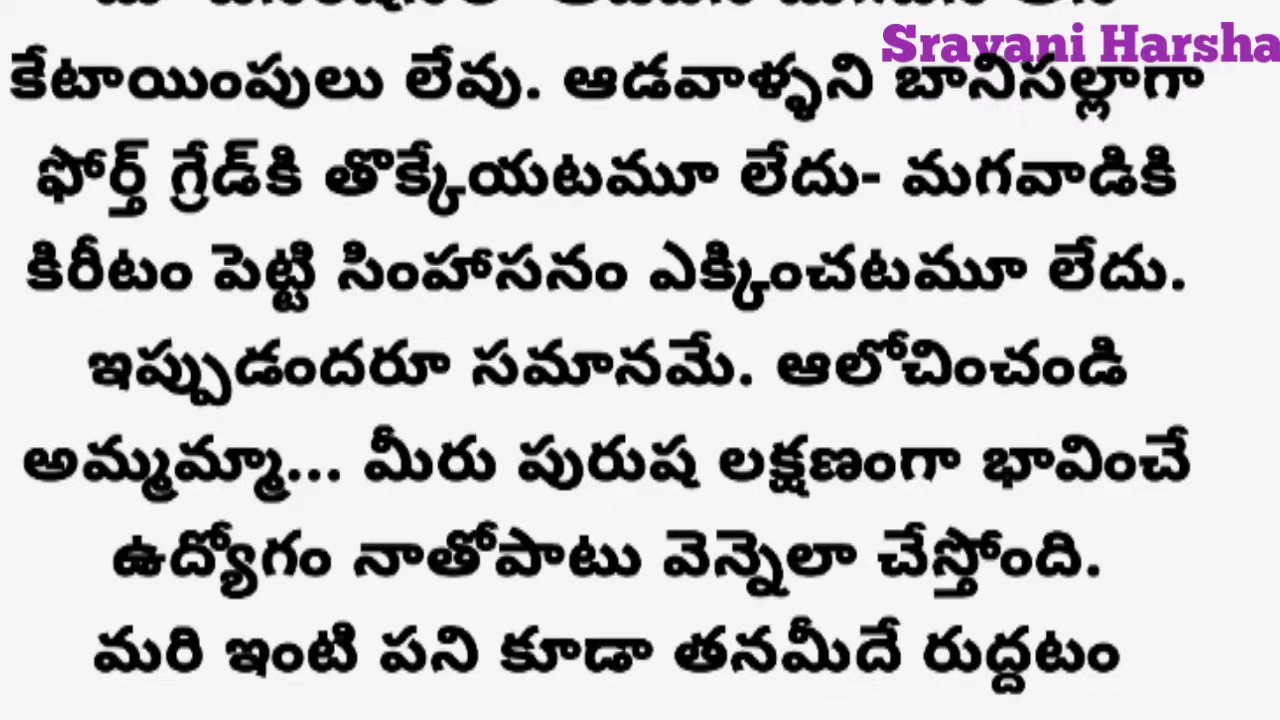 Sravani Harsha
కేటాయింపులు లేవు. ఆడవాళ్ళని బానిసల్లాగా
ఫోర్త్ గ్రేడ్‌కి తొక్కేయటమూ లేదు- మగవాడికి
కిరీటం పెట్టి సింహాసనం ఎక్కించటమూ లేదు.
ఇప్పుడందరూ సమానమే. ఆలోచించండి
అమ్మమ్మా... మీరు పురుష లక్షణంగా భావించే
ఉద్యోగం నాతోపాటు వెన్నెలా చేస్తోంది.
మరి ఇంటి పని కూడా తనమీదే రుద్దటం